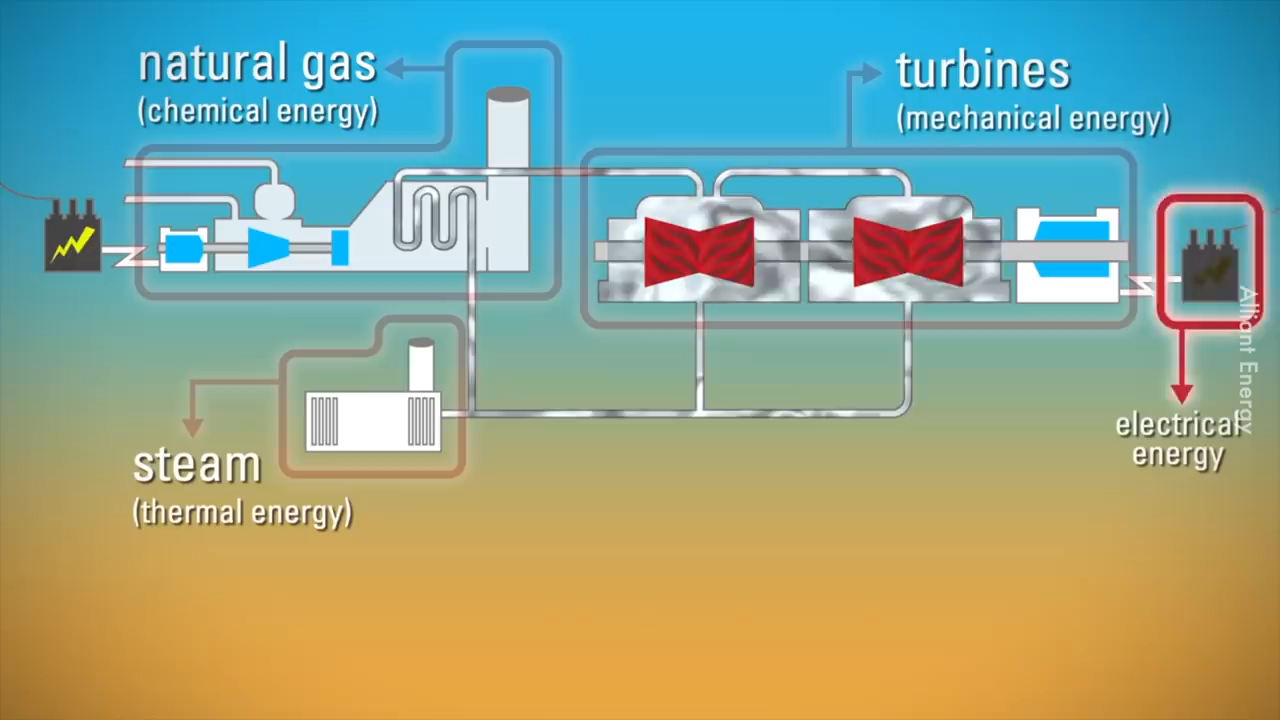 natural gas
(chemical energy)
turbines
(mechanical energy)
steam
(thermal energy)
electrical
energy
Alliant Energy